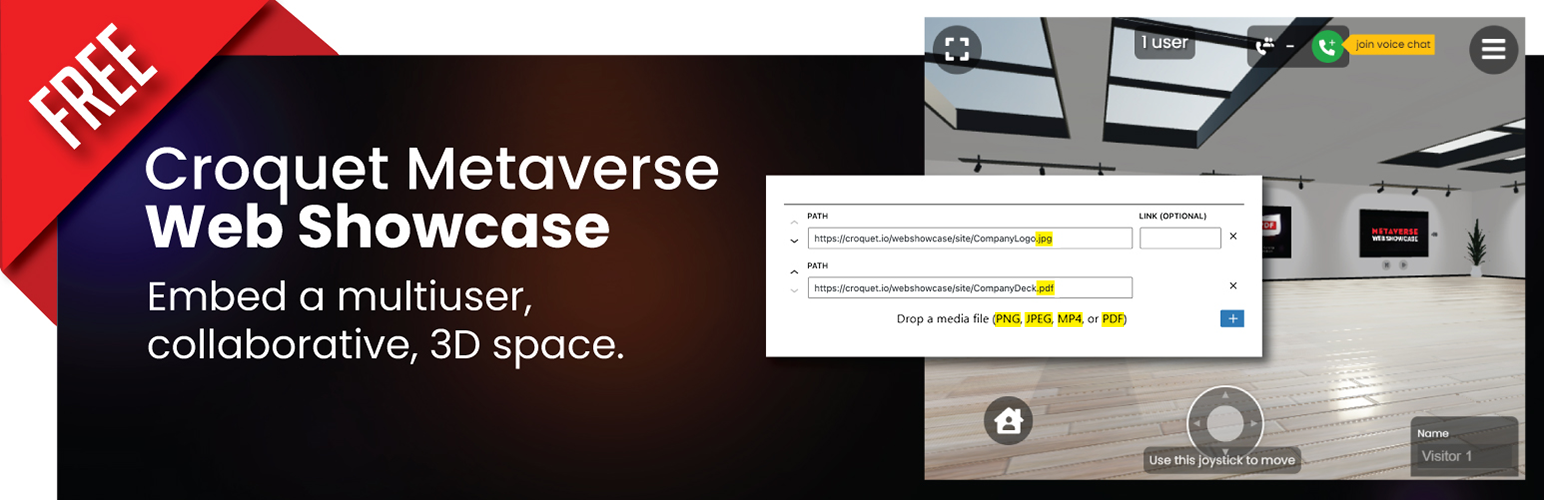 FREE
Croquet Metaverse
Web Showcase
Embed a multiuser,
collaborative, 3D space.
1 user
-
join voice chat
PATH
LINK (OPTIONAL)
https://croquet.io/webshowcase/site/CompanyLogo.jpg
PATH
https://croquet.io/webshowcase/site/CompanyDeck.pdf
Drop a media file (PNG, JPEG, MP4, or PDF)
METAVERSE
WEB SHOWCASE
Use this joystick to move
Name
Visitor 1